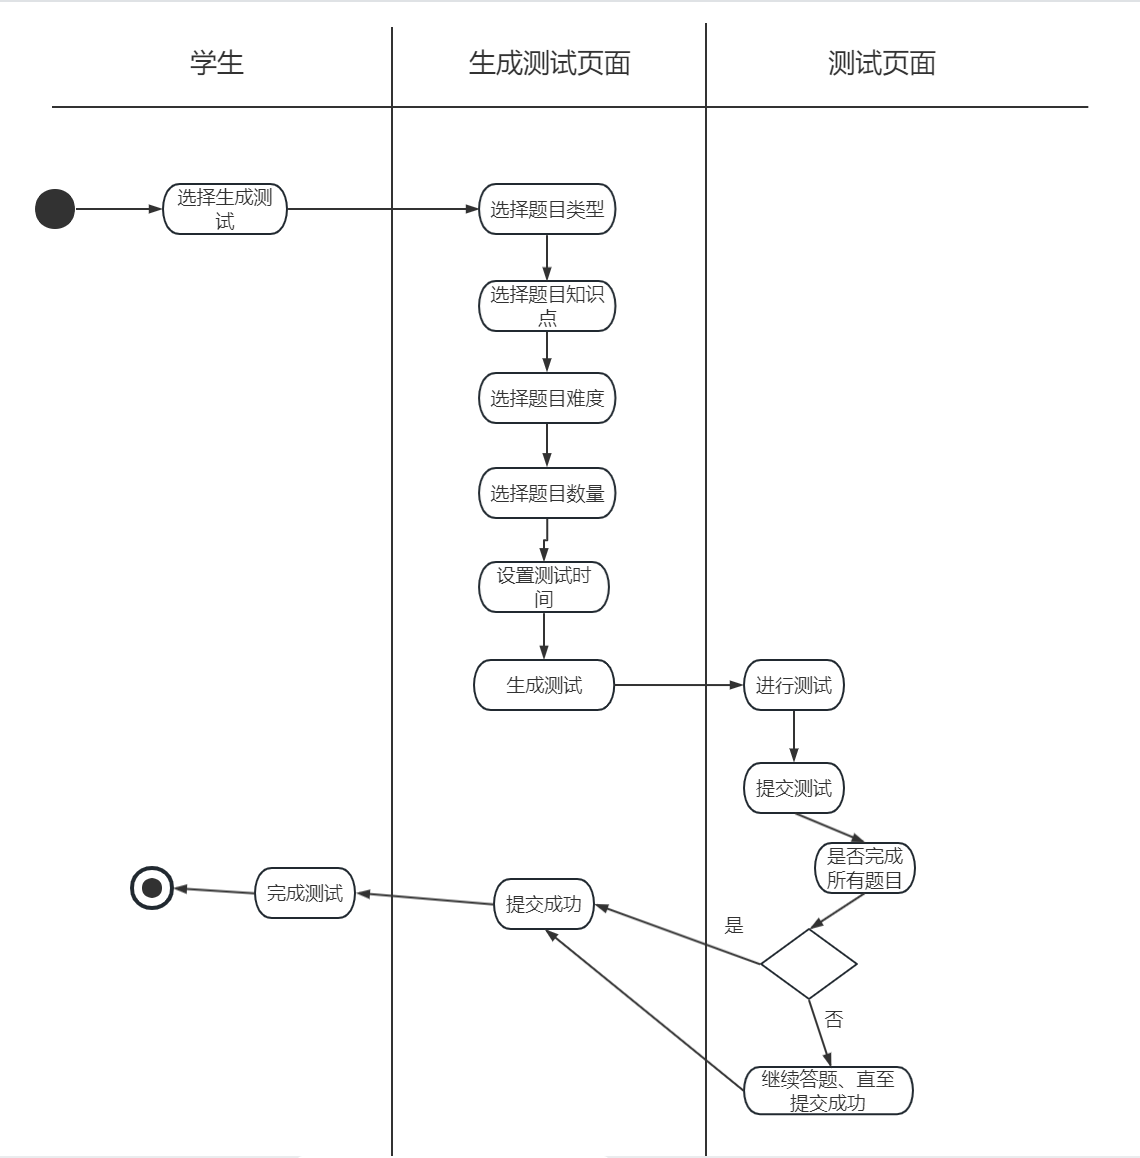 学生
生成测试页面
测试页面
选择生成测
试
选择题目类型
选择题目知识
点
选择题目难度
选择题目数量
设置测试时
间
生成测试
进行测试
提交测试
是否完成
所有题目
完成测试
提交成功
是
否
继续答题、直至
提交成功